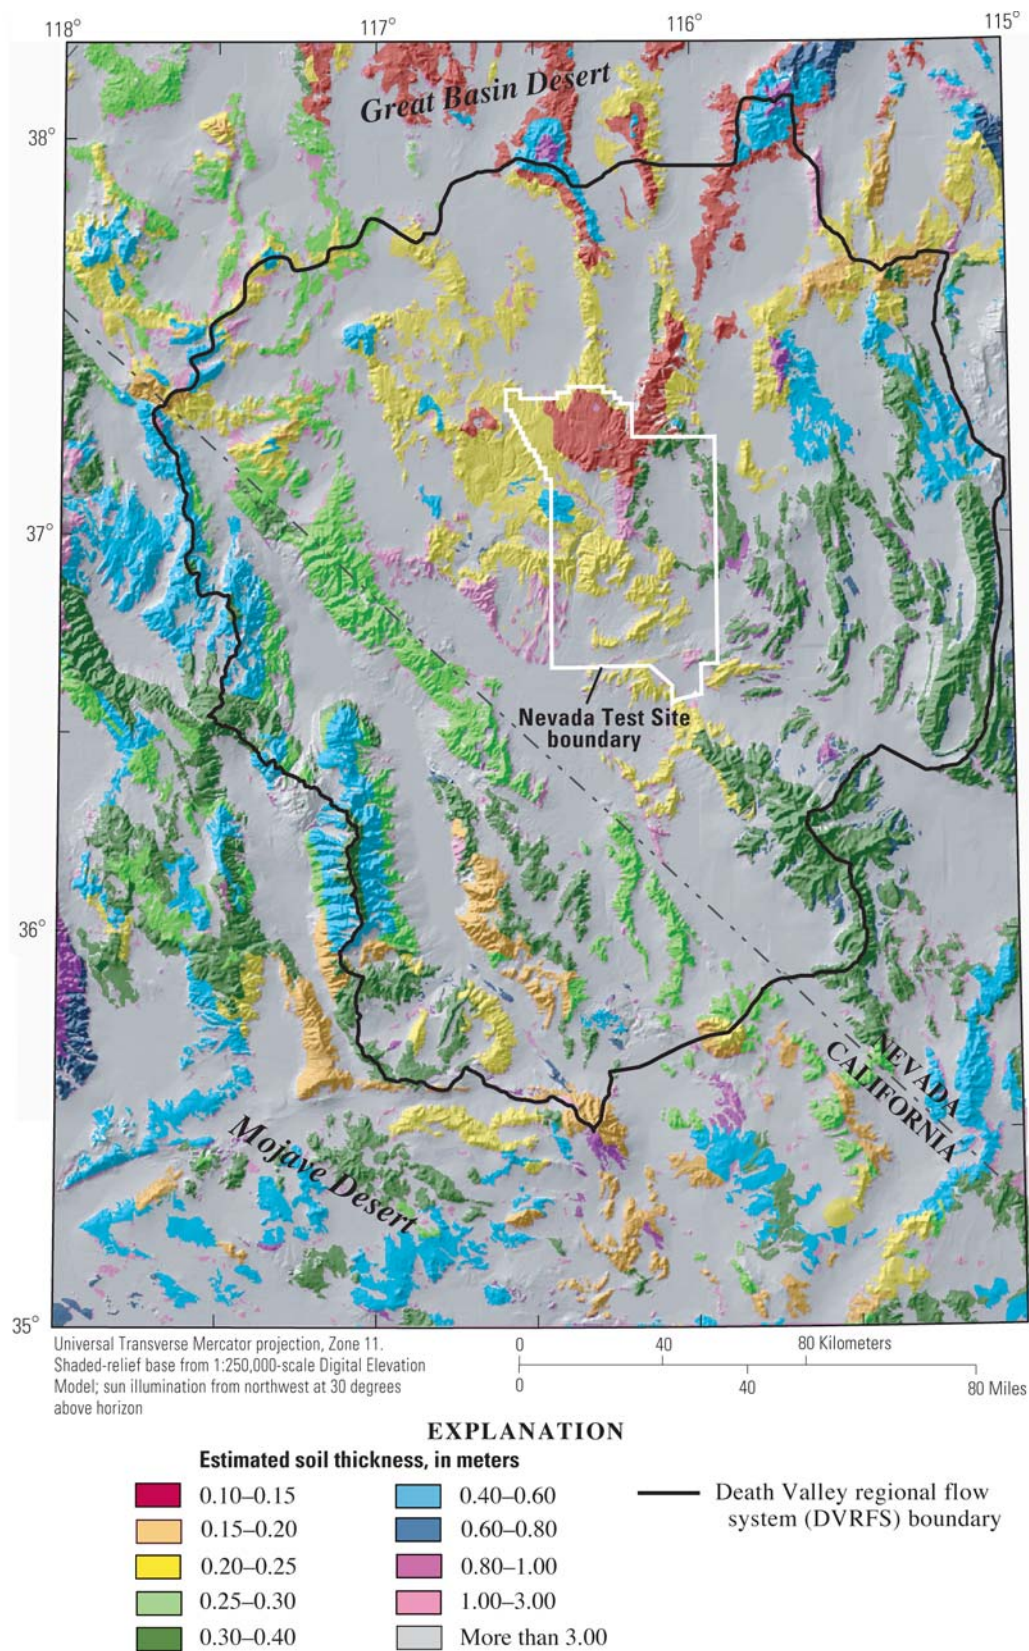 118°
117°
116°
115°
Great Basin Desert
38°
37°
Nevada Test Site
boundary
36°
NEVADA
CALIFORNIA
Mojave Desert
35°
Universal Transverse Mercator projection, Zone 11.
Shaded-relief base from 1:250,000-scale Digital Elevation
Model; sun illumination from northwest at 30 degrees
above horizon
0 40 80 Kilometers
0 40 80 Miles
EXPLANATION
Estimated soil thickness, in meters
0.10–0.15
0.15–0.20
0.20–0.25
0.25–0.30
0.30–0.40
0.40–0.60
0.60–0.80
0.80–1.00
1.00–3.00
More than 3.00
Death Valley regional flow
system (DVRFS) boundary